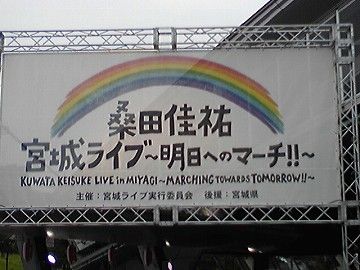 桑田佳祐
宮城ライブ～明日へのマーチ!!～
KUWATA KEISUKE LIVE in MIYAGI ～MARCHING TOWARDS TOMORROW!!～
主催：宮城ライブ実行委員会　後援：宮城県